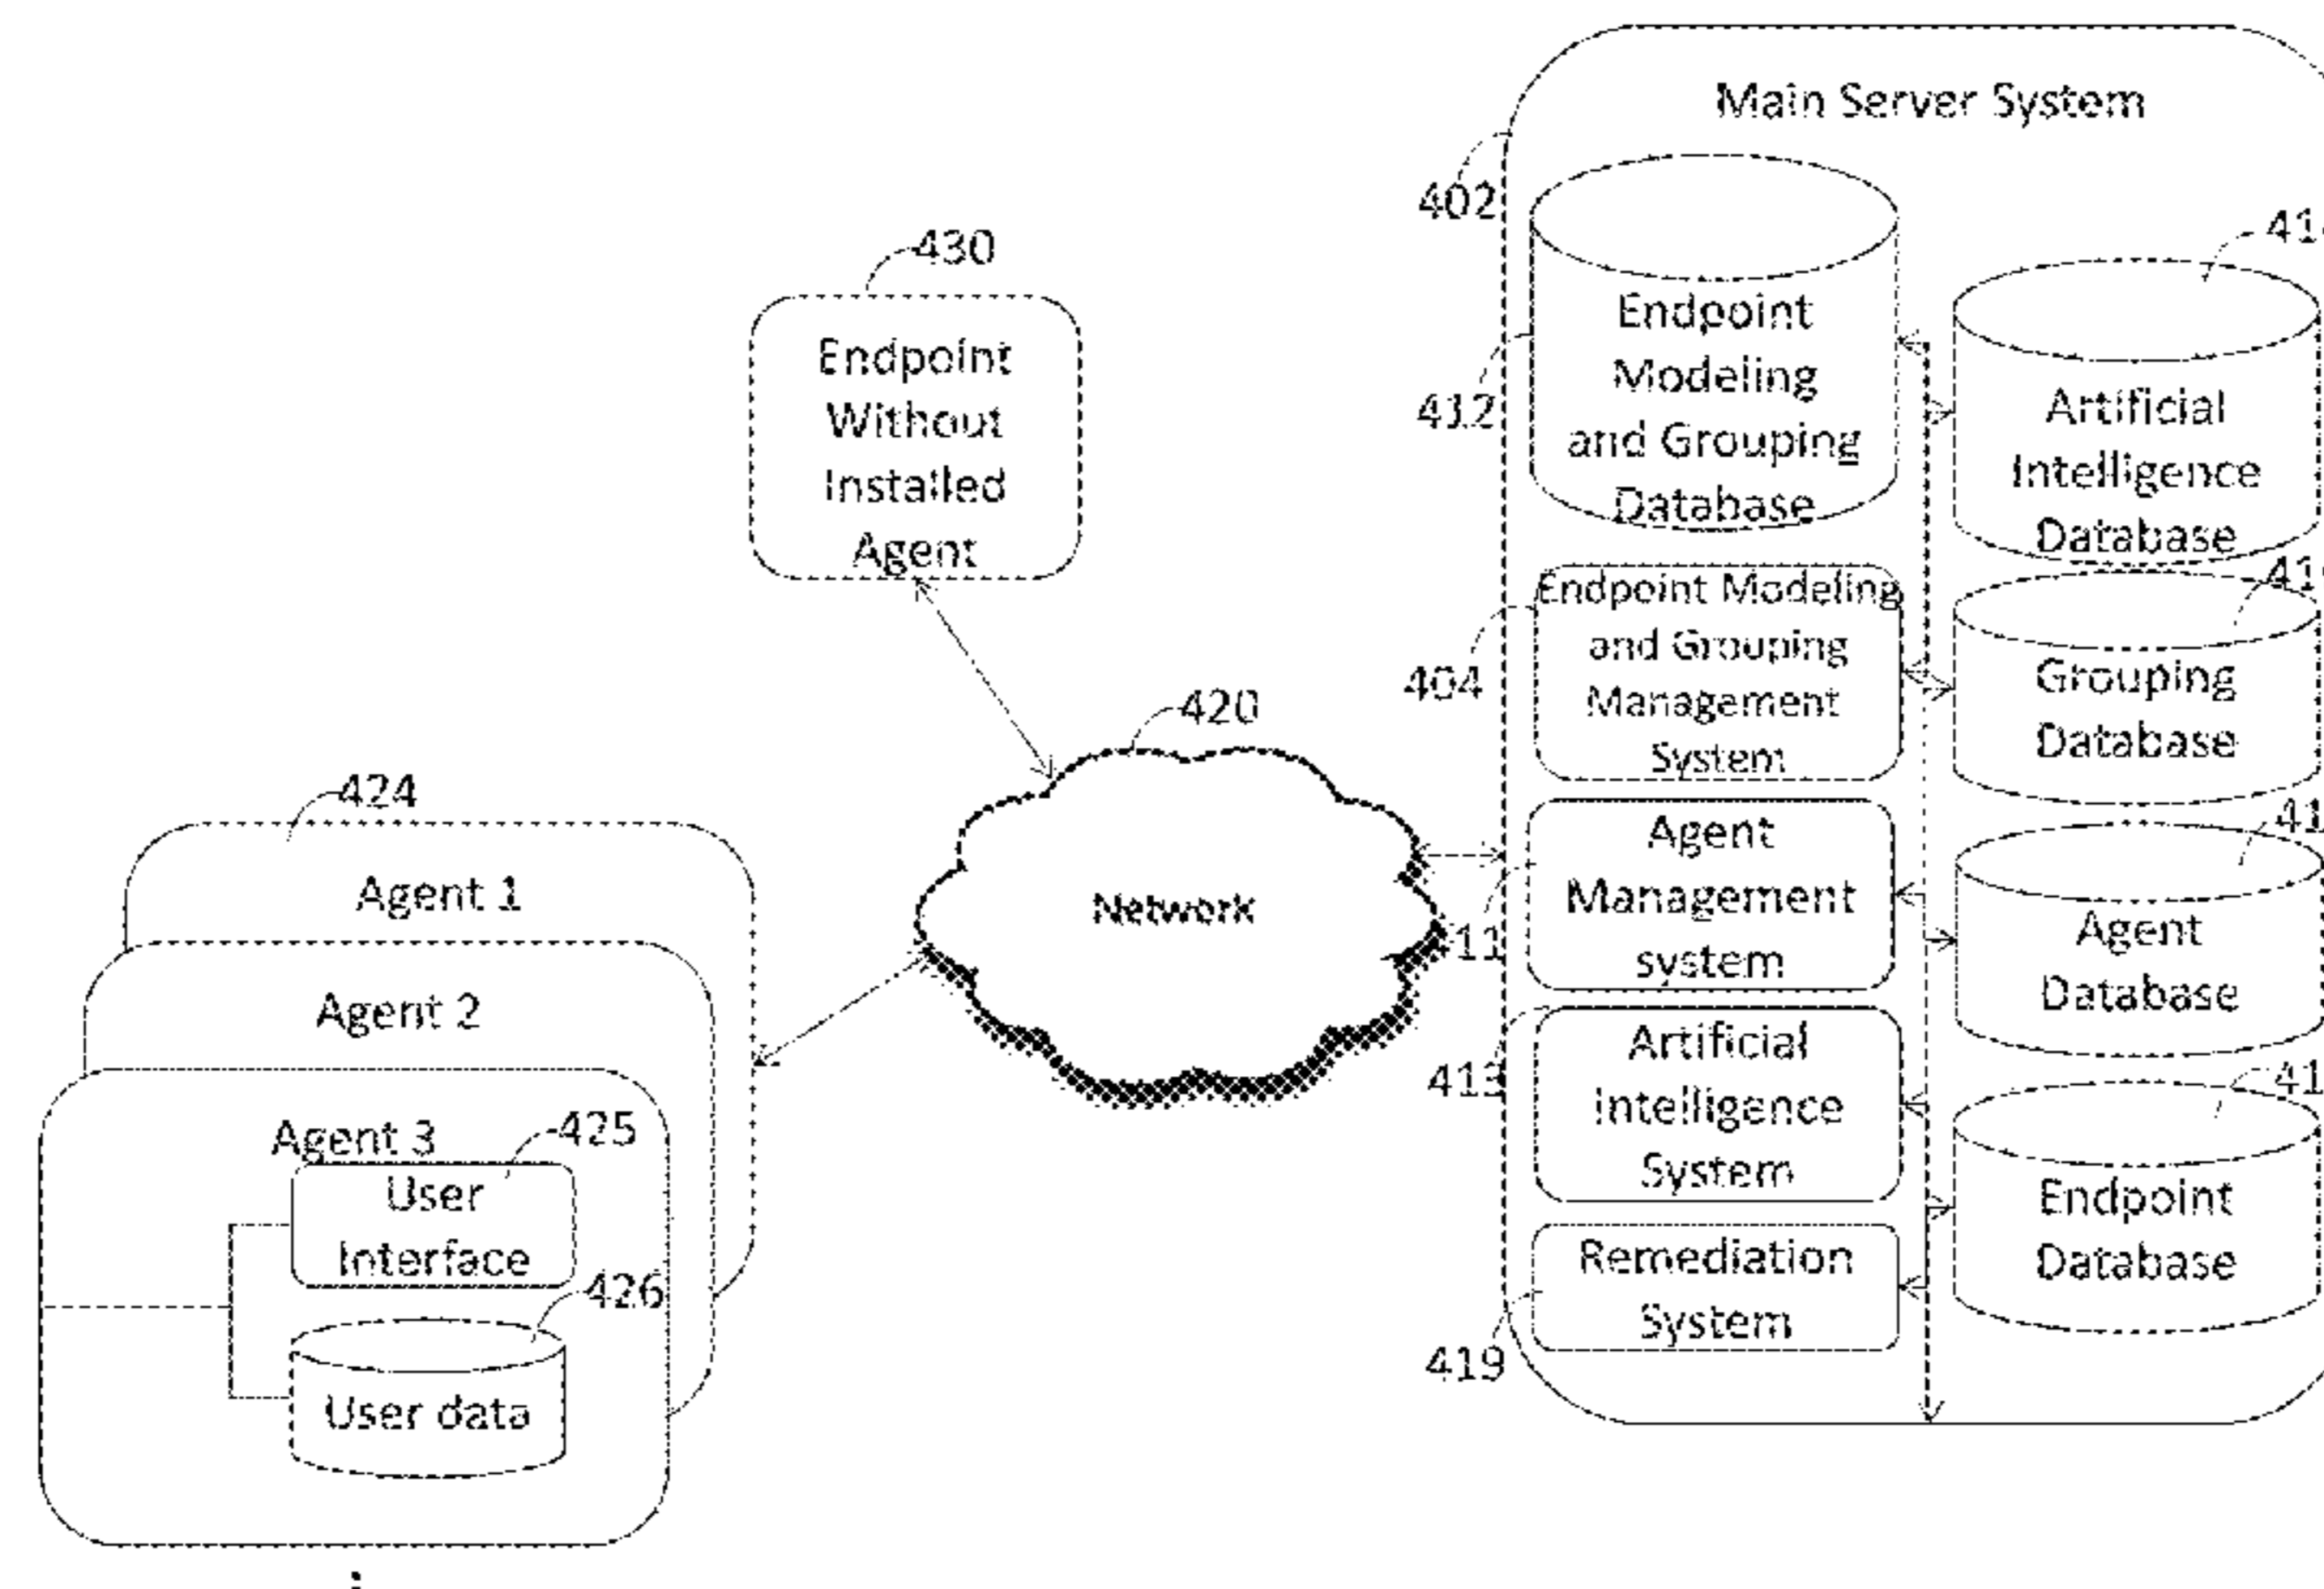 Main Server System
402
Endpoint
Modeling
and Grouping
Database
412
Artificial
Intelligence
Database
430
Endpoint
Without
Installed
Agent
Endpoint Modeling
and Grouping
Management
System
404
Grouping
Database
420
Network
Agent
Management
system
Agent
Database
424
Agent 1
Agent 2
Agent 3
425
User
Interface
426
User data
413
Artificial
Intelligence
System
Endpoint
Database
Remediation
System
419